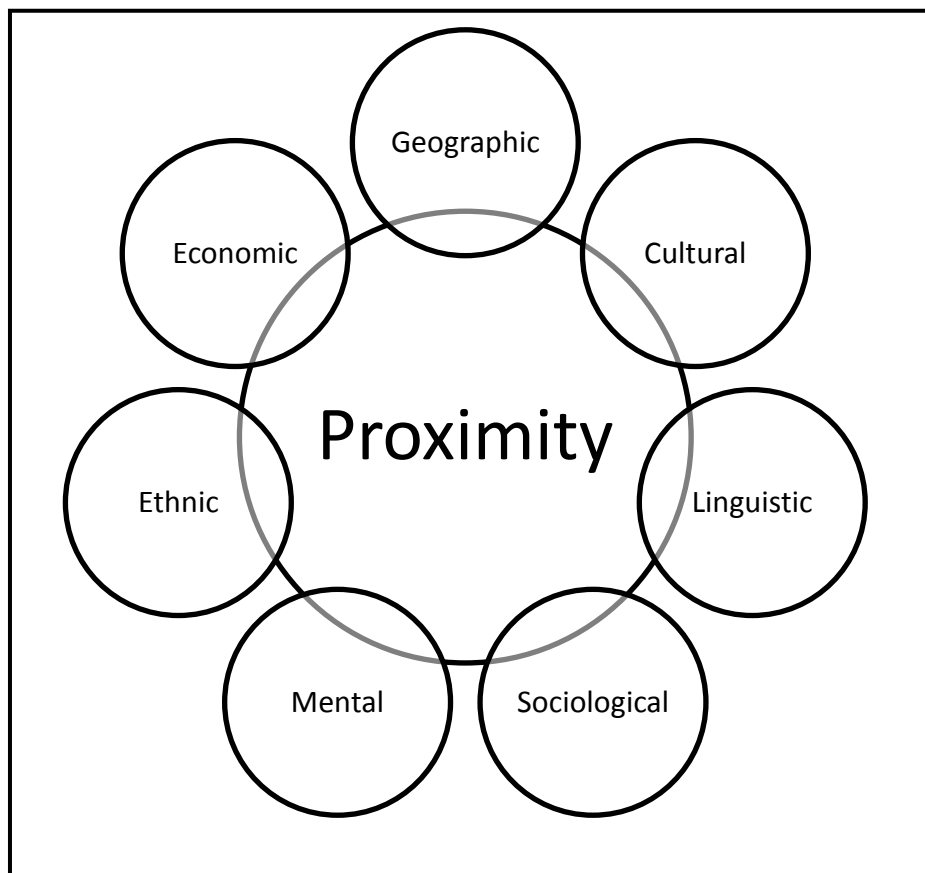 Geographic
Economic
Cultural
Proximity
Ethnic
Linguistic
Mental
Sociological